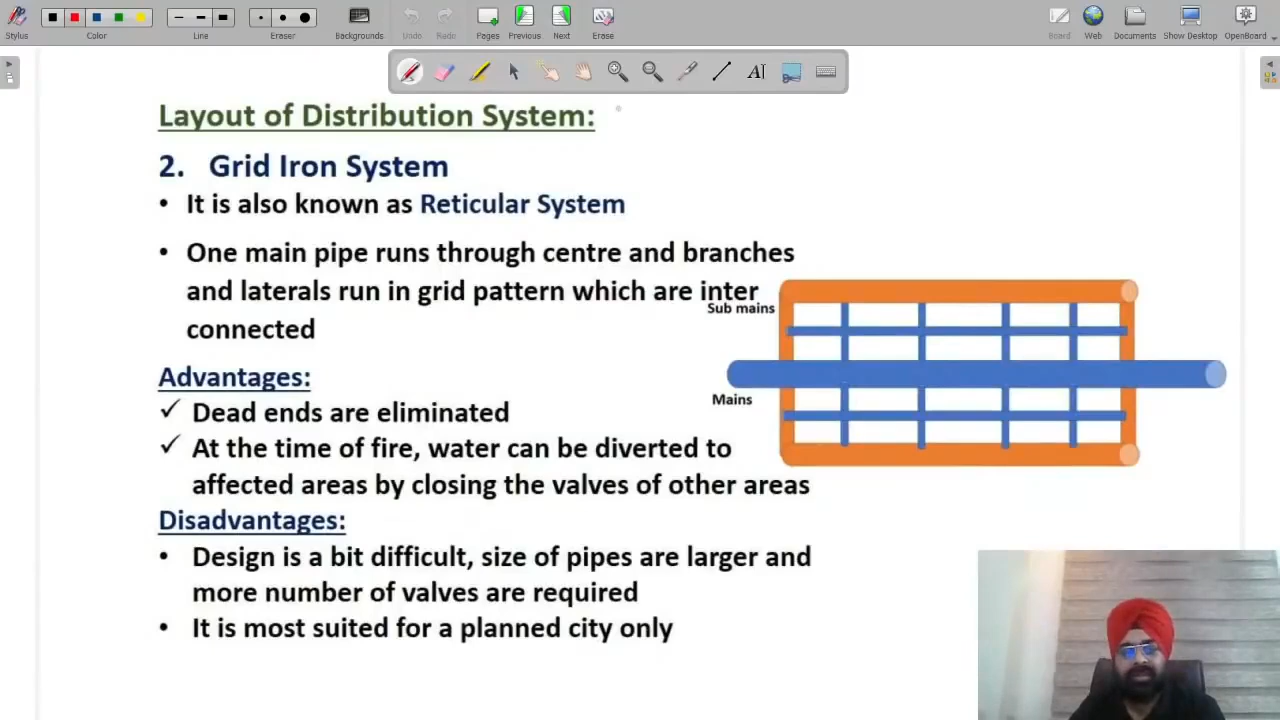 Stylus
Color
Line
Eraser
Backgrounds
Undo
Redo
Pages
Previous
Next
Erase
Board
Web
Documents
Show Desktop
OpenBoard
Layout of Distribution System:
2. Grid Iron System
• It is also known as Reticular System
• One main pipe runs through centre and branches
and laterals run in grid pattern which are inter
connected
Sub mains
Mains
Advantages:
✓ Dead ends are eliminated
✓ At the time of fire, water can be diverted to
affected areas by closing the valves of other areas
Disadvantages:
• Design is a bit difficult, size of pipes are larger and
more number of valves are required
• It is most suited for a planned city only